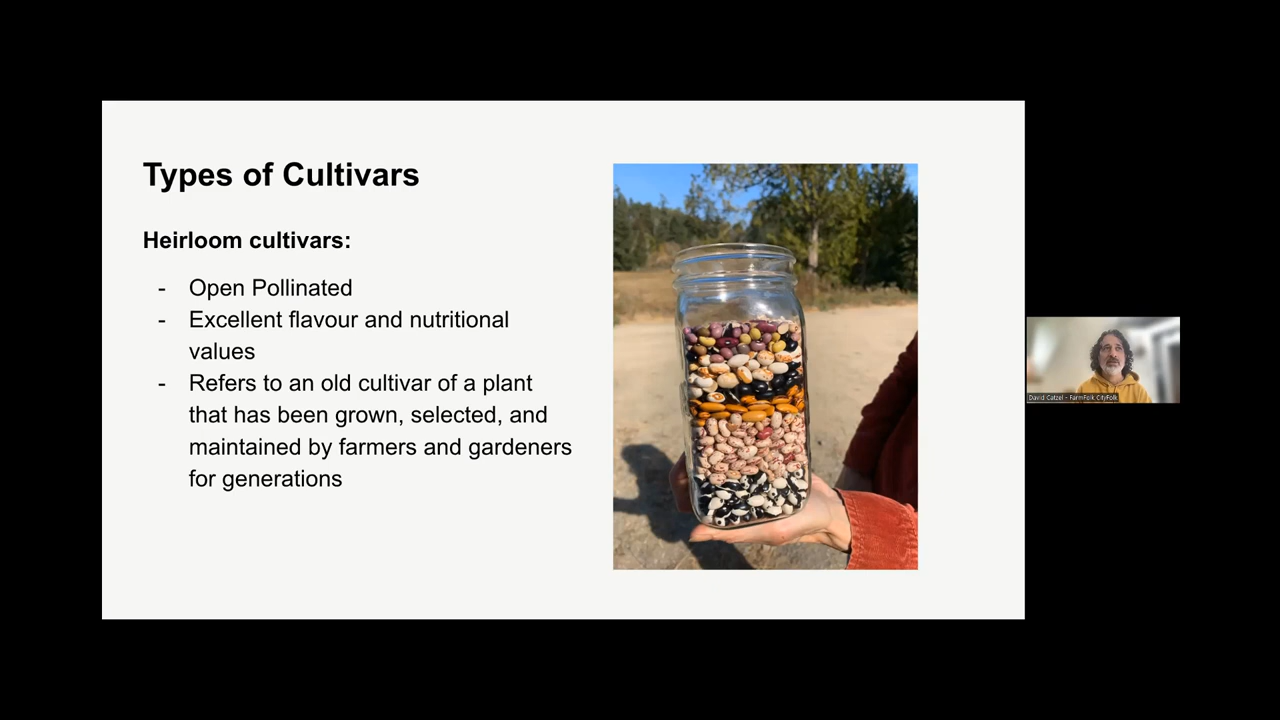 Types of Cultivars
Heirloom cultivars:
- Open Pollinated
- Excellent flavour and nutritional
values
- Refers to an old cultivar of a plant
that has been grown, selected, and
maintained by farmers and gardeners
for generations
David Catzel - FarmFolk CityFolk